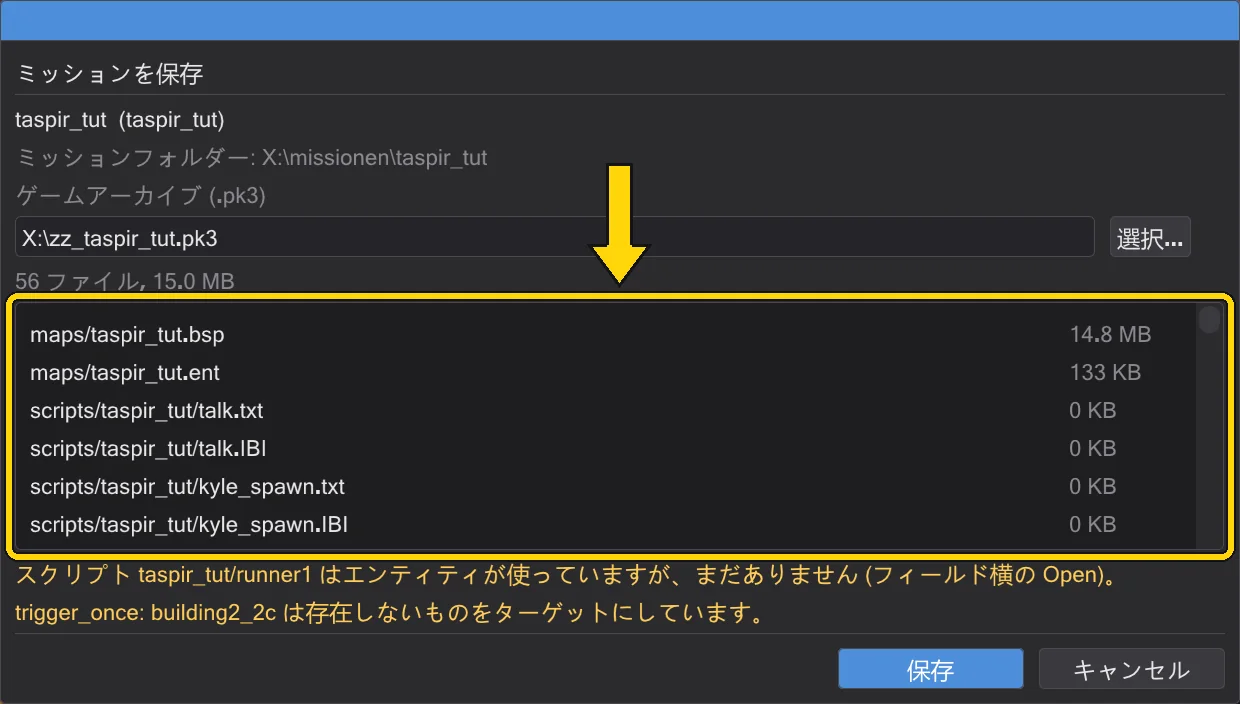 ミッションを保存
taspir_tut (taspir_tut)
ミッションフォルダー: X:\missionen\taspir_tut
ゲームアーカイブ (.pk3)
X:\zz_taspir_tut.pk3
選択...
56 ファイル, 15.0 MB
maps/taspir_tut.bsp 14.8 MB
maps/taspir_tut.ent 133 KB
scripts/taspir_tut/talk.txt 0 KB
scripts/taspir_tut/talk.IBI 0 KB
scripts/taspir_tut/kyle_spawn.txt 0 KB
scripts/taspir_tut/kyle_spawn.IBI 0 KB
スクリプト taspir_tut/runner1 はエンティティが使っていますが、まだありません (フィールド横の Open)。
trigger_once: building2_2c は存在しないものをターゲットにしています。
保存 キャンセル